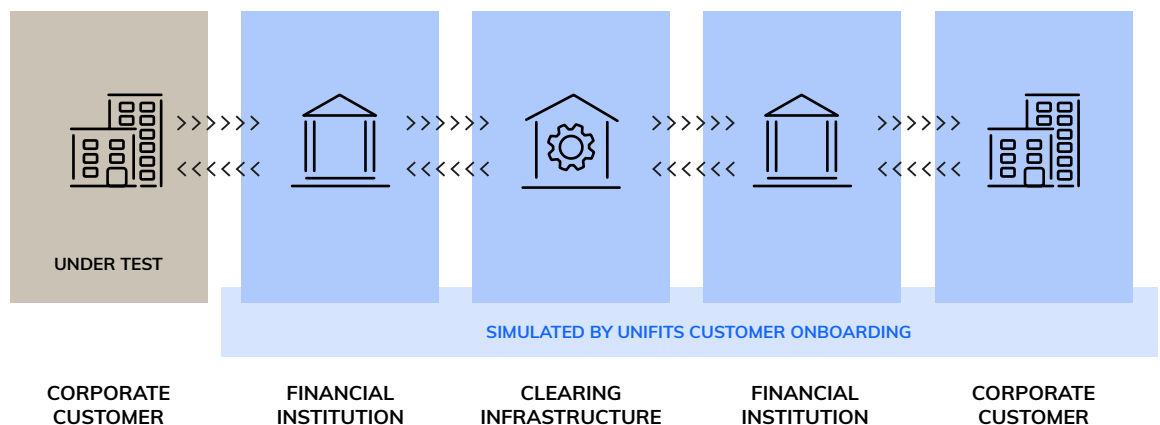 UNDER TEST
SIMULATED BY UNIFITS CUSTOMER ONBOARDING
CORPORATE
CUSTOMER
FINANCIAL
INSTITUTION
CLEARING
INFRASTRUCTURE
FINANCIAL
INSTITUTION
CORPORATE
CUSTOMER